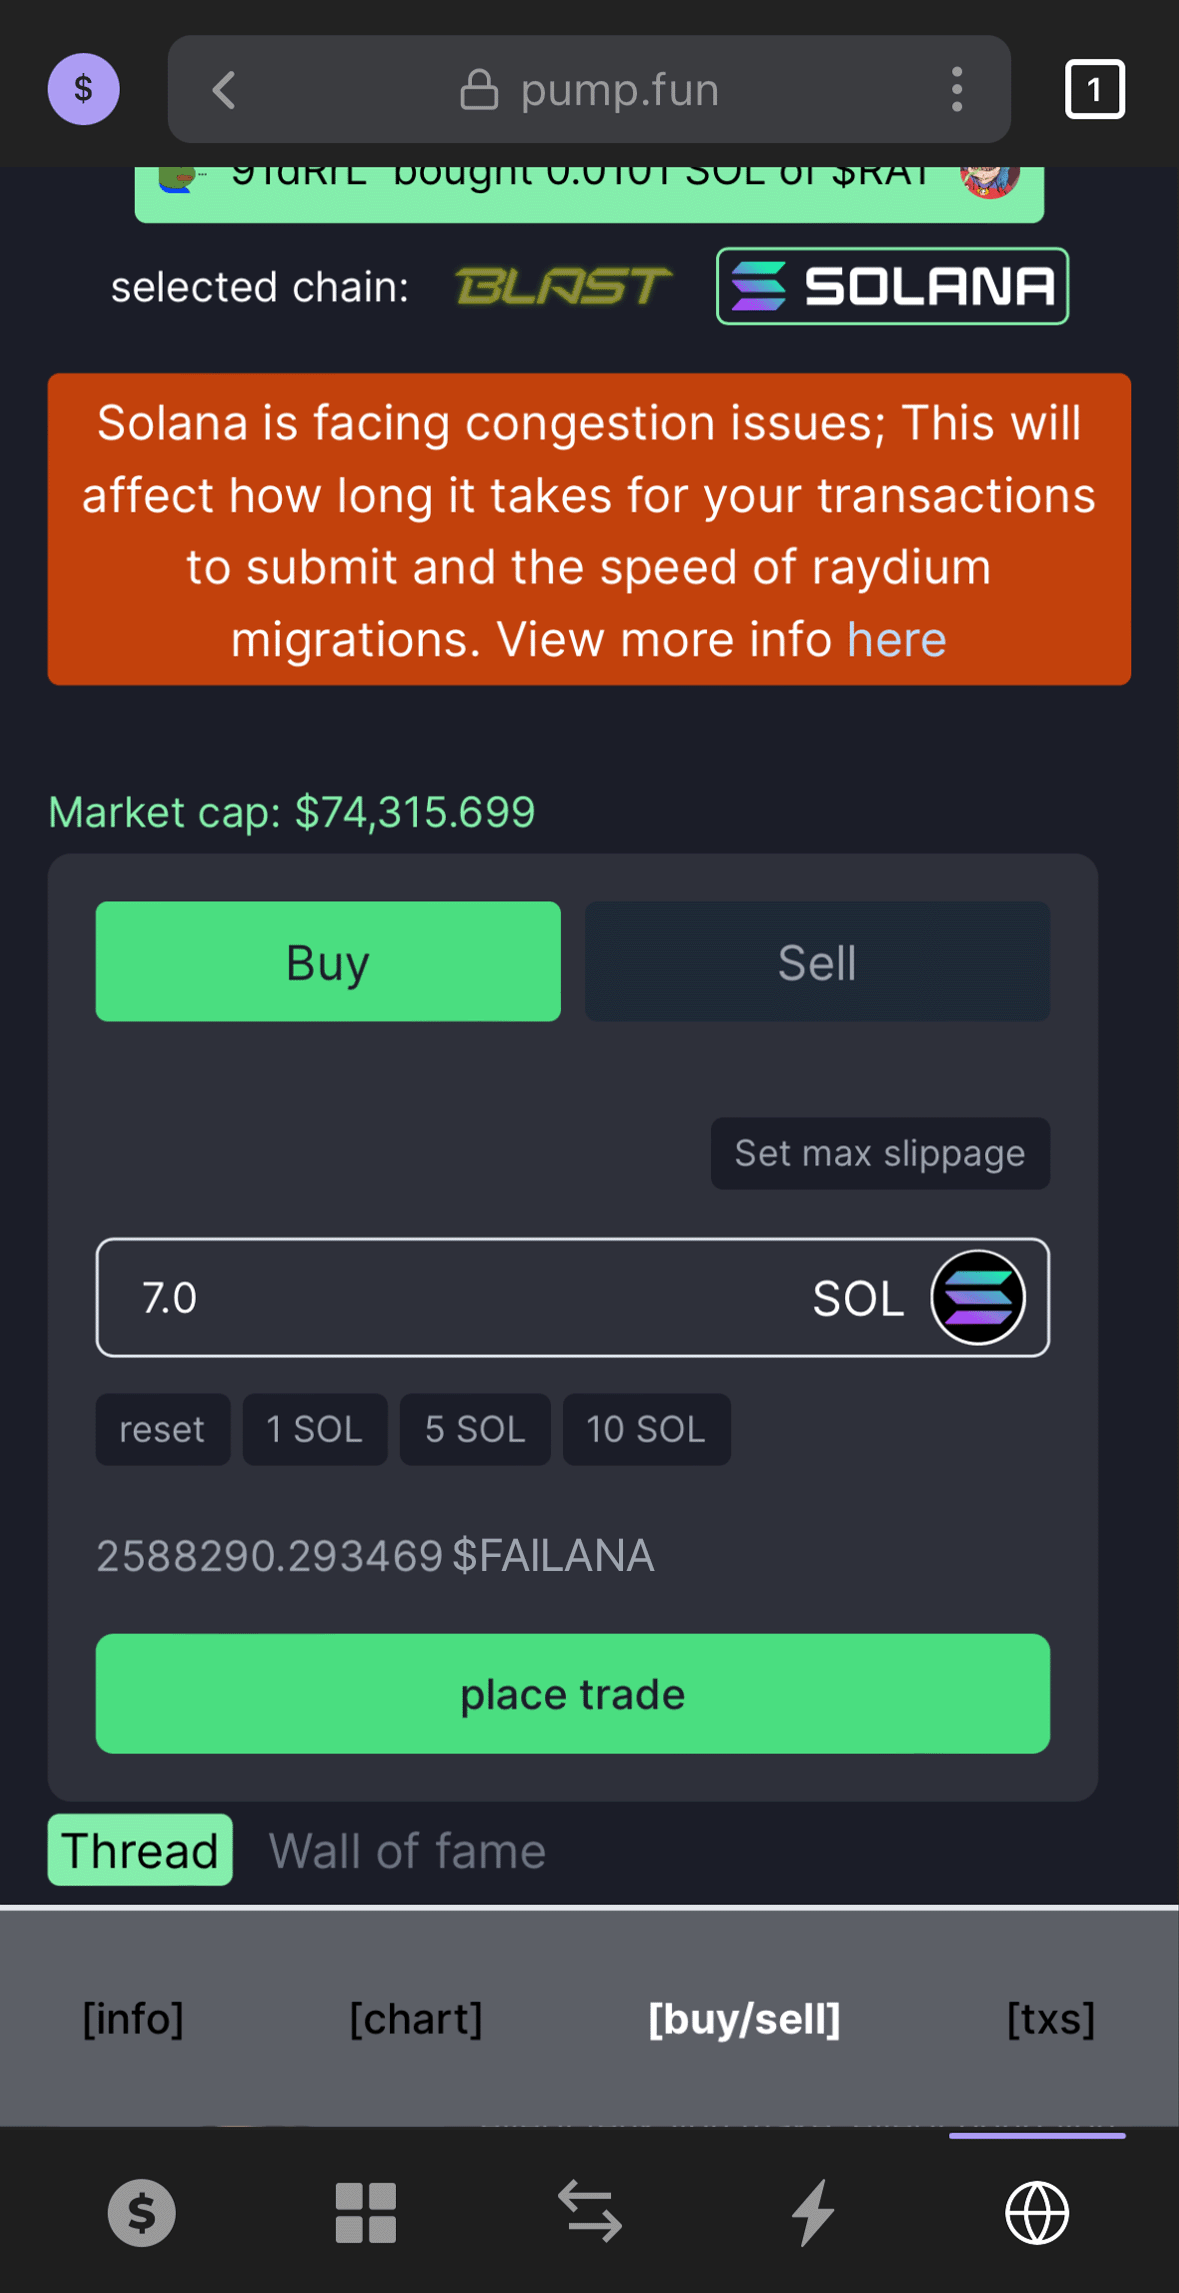 $
pump.fun
1
bought 0.0101 SOL of $RAT
selected chain: BLAST SOLANA
Solana is facing congestion issues; This will
affect how long it takes for your transactions
to submit and the speed of raydium
migrations. View more info here
Market cap: $74,315.699
Buy Sell
Set max slippage
7.0 SOL
reset 1 SOL 5 SOL 10 SOL
2588290.293469 $FAILANA
place trade
Thread Wall of fame
[info] [chart] [buy/sell] [txs]
$